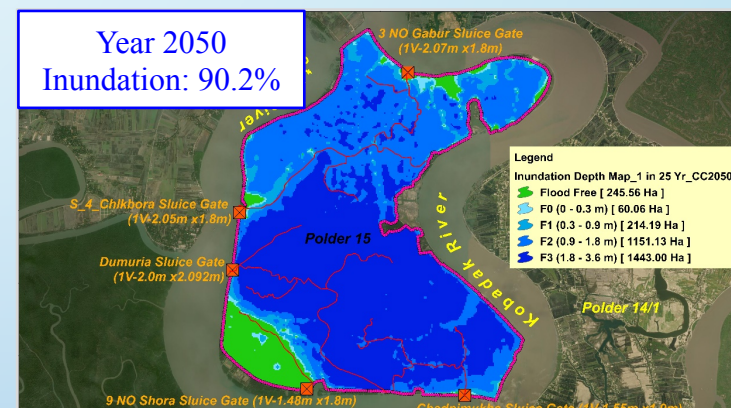 Year 2050
Inundation: 90.2%
3 NO Gabur Sluice Gate
(1V-2.07m x1.8m)
River
S_4_Chlkhora Sluice Gate
(1V-2.05m x1.8m)
Dumuria Sluice Gate
(1V-2.0m x2.092m)
Polder 15
Kobadak River
Legend
Inundation Depth Map_1 in 25 Yr_CC2050
Flood Free [ 245.56 Ha ]
F0 (0 - 0.3 m) [ 60.06 Ha ]
F1 (0.3 - 0.9 m) [ 214.19 Ha ]
F2 (0.9 - 1.8 m) [ 1151.13 Ha ]
F3 (1.8 - 3.6 m) [ 1443.00 Ha ]
Polder 14/1
9 NO Shora Sluice Gate (1V-1.48m x1.8m)
Sluice Gate